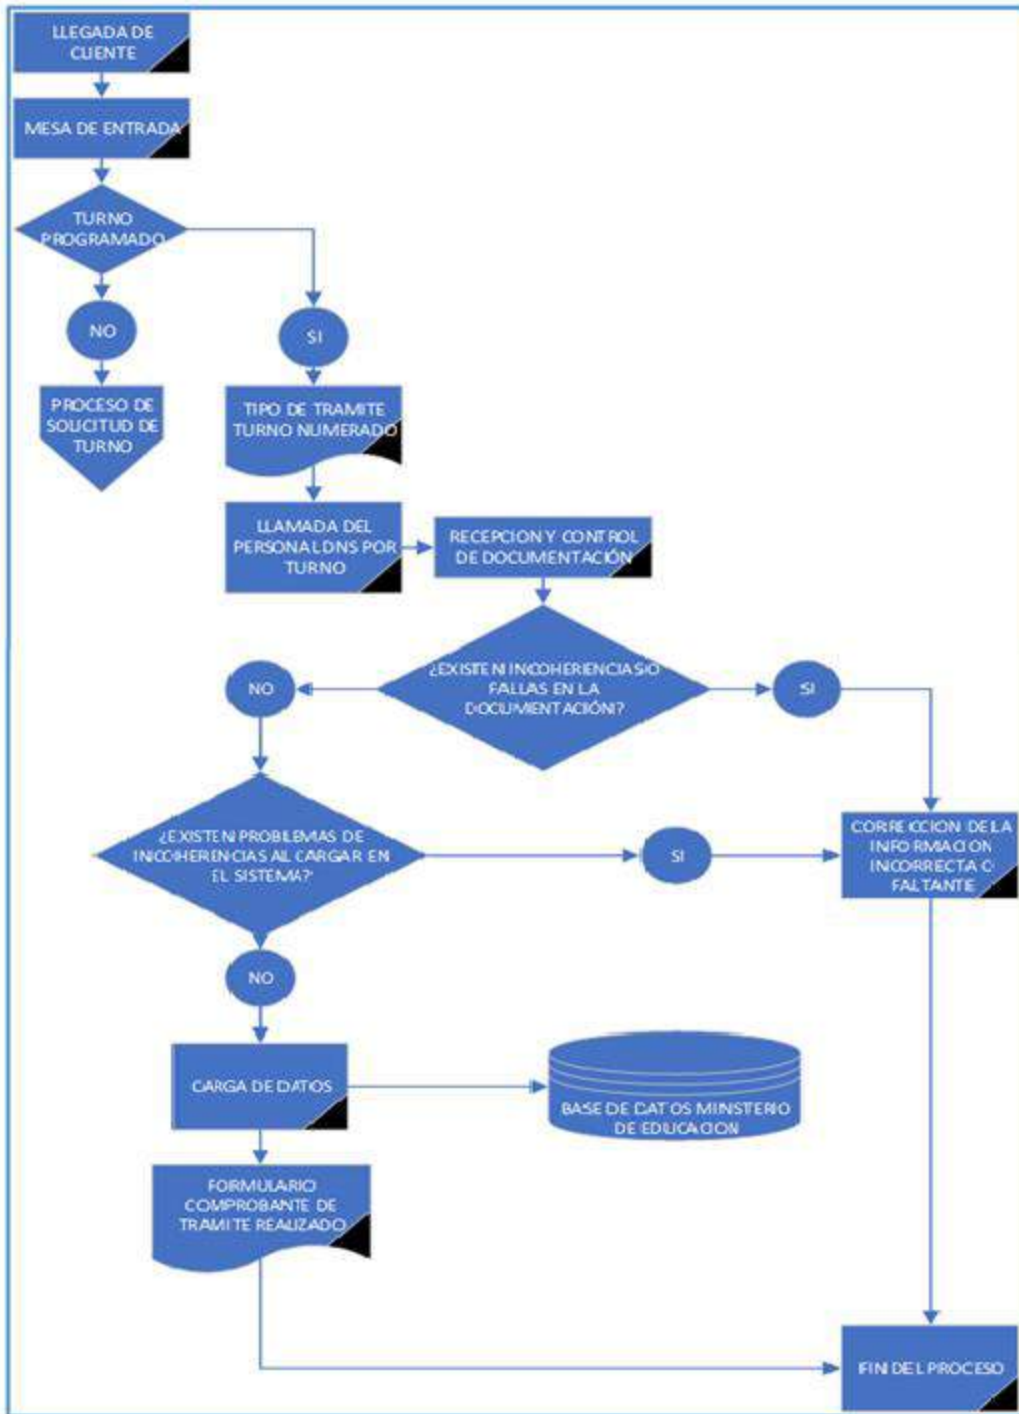 LLEGADA DE
CLIENTE
MESA DE ENTRADA
TURNO
PROGRAMADO
NO
SI
PROCESO DE
SOLICITUD DE
TURNO
TIPO DE TRAMITE
TURNO NUMERADO
LLAMADA DEL
PERSONAL DNS POR
TURNO
RECEPCION Y CONTROL
DE DOCUMENTACIÓN
¿EXISTEN INCOHERENCIAS/O
FALLAS EN LA
DOCUMENTACIÓN?
NO
SI
¿EXISTEN PROBLEMAS DE
INCOHERENCIAS AL CARGAR EN
EL SISTEMA?
SI
CORRECCION DE LA
INFORMACION
INCORRECTA O
FALTANTE
NO
CARGA DE DATOS
BASE DE DATOS MINSTERIO
DE EDUCACION
FORMULARIO
COMPROBANTE DE
TRAMITE REALIZADO
FIN DEL PROCESO